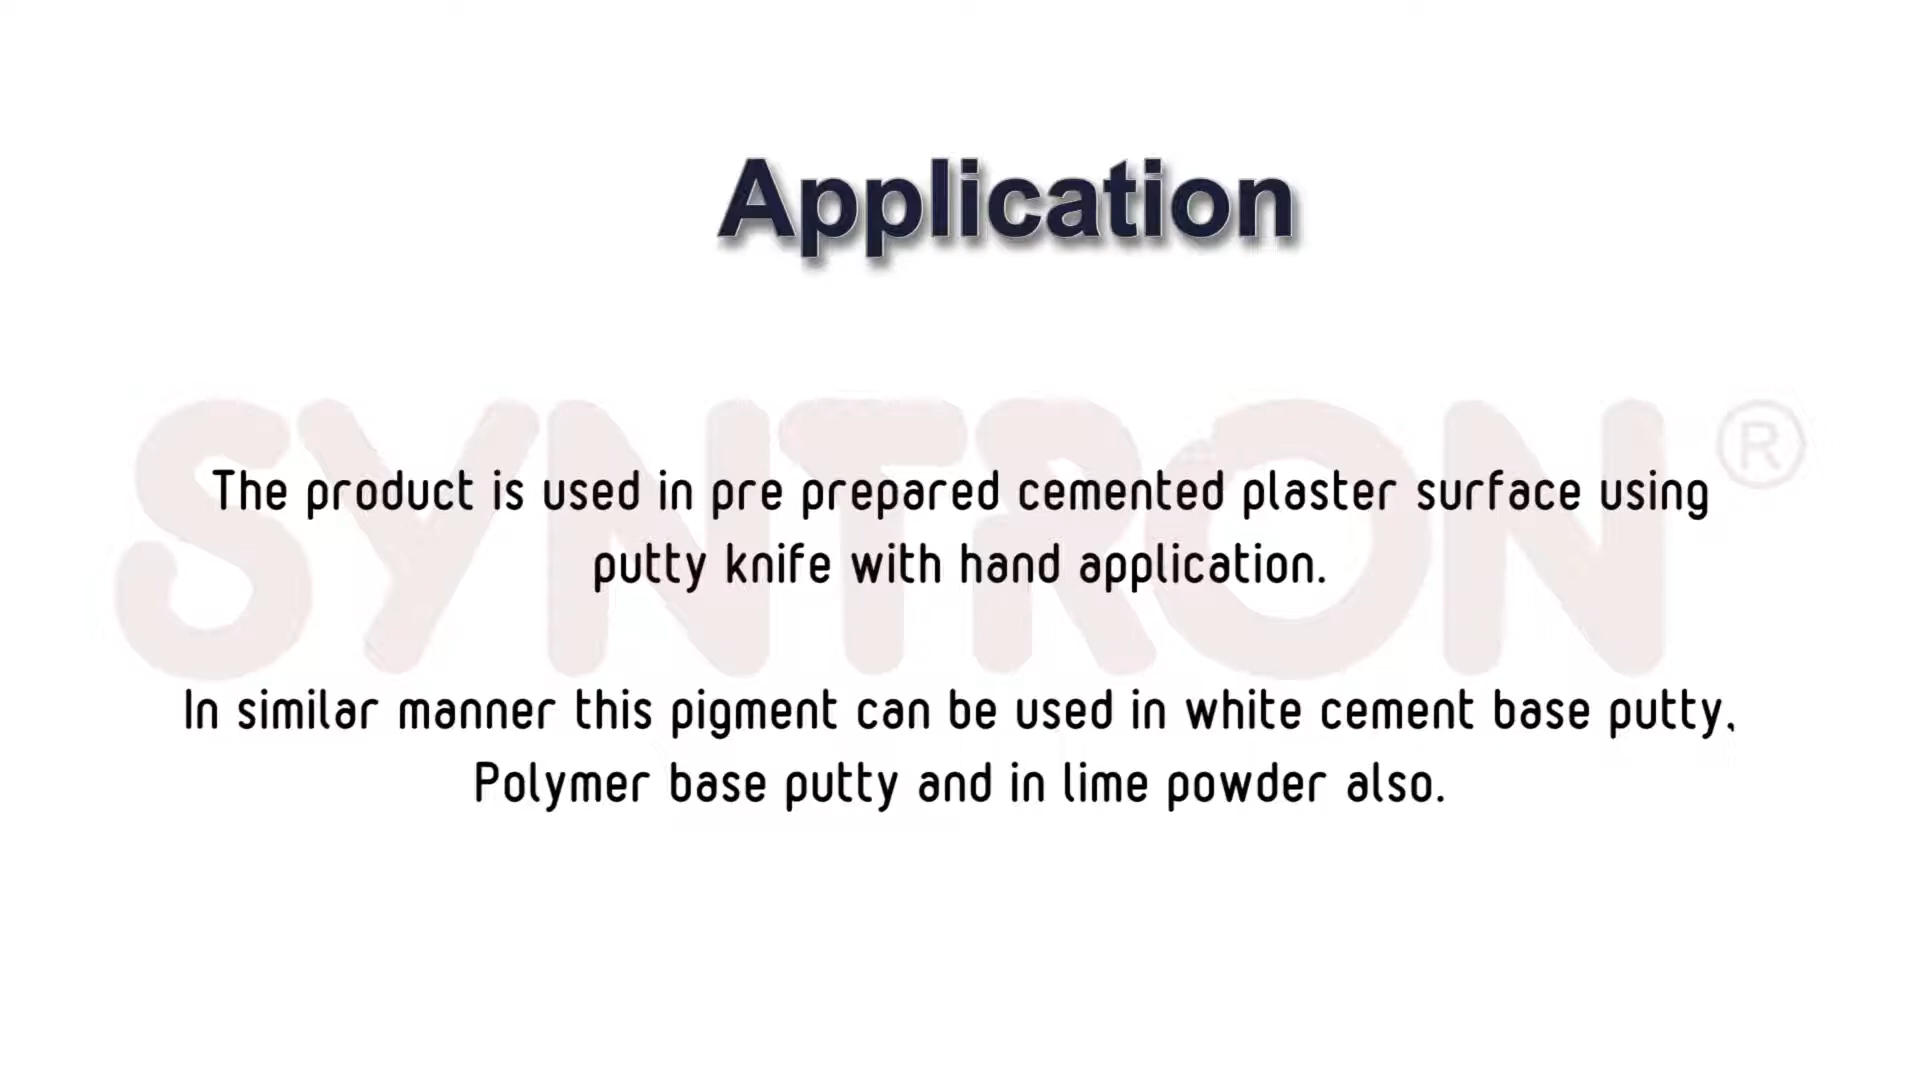 Application
SYNTRON ®
The product is used in pre prepared cemented plaster surface using
putty knife with hand application.
In similar manner this pigment can be used in white cement base putty,
Polymer base putty and in lime powder also.